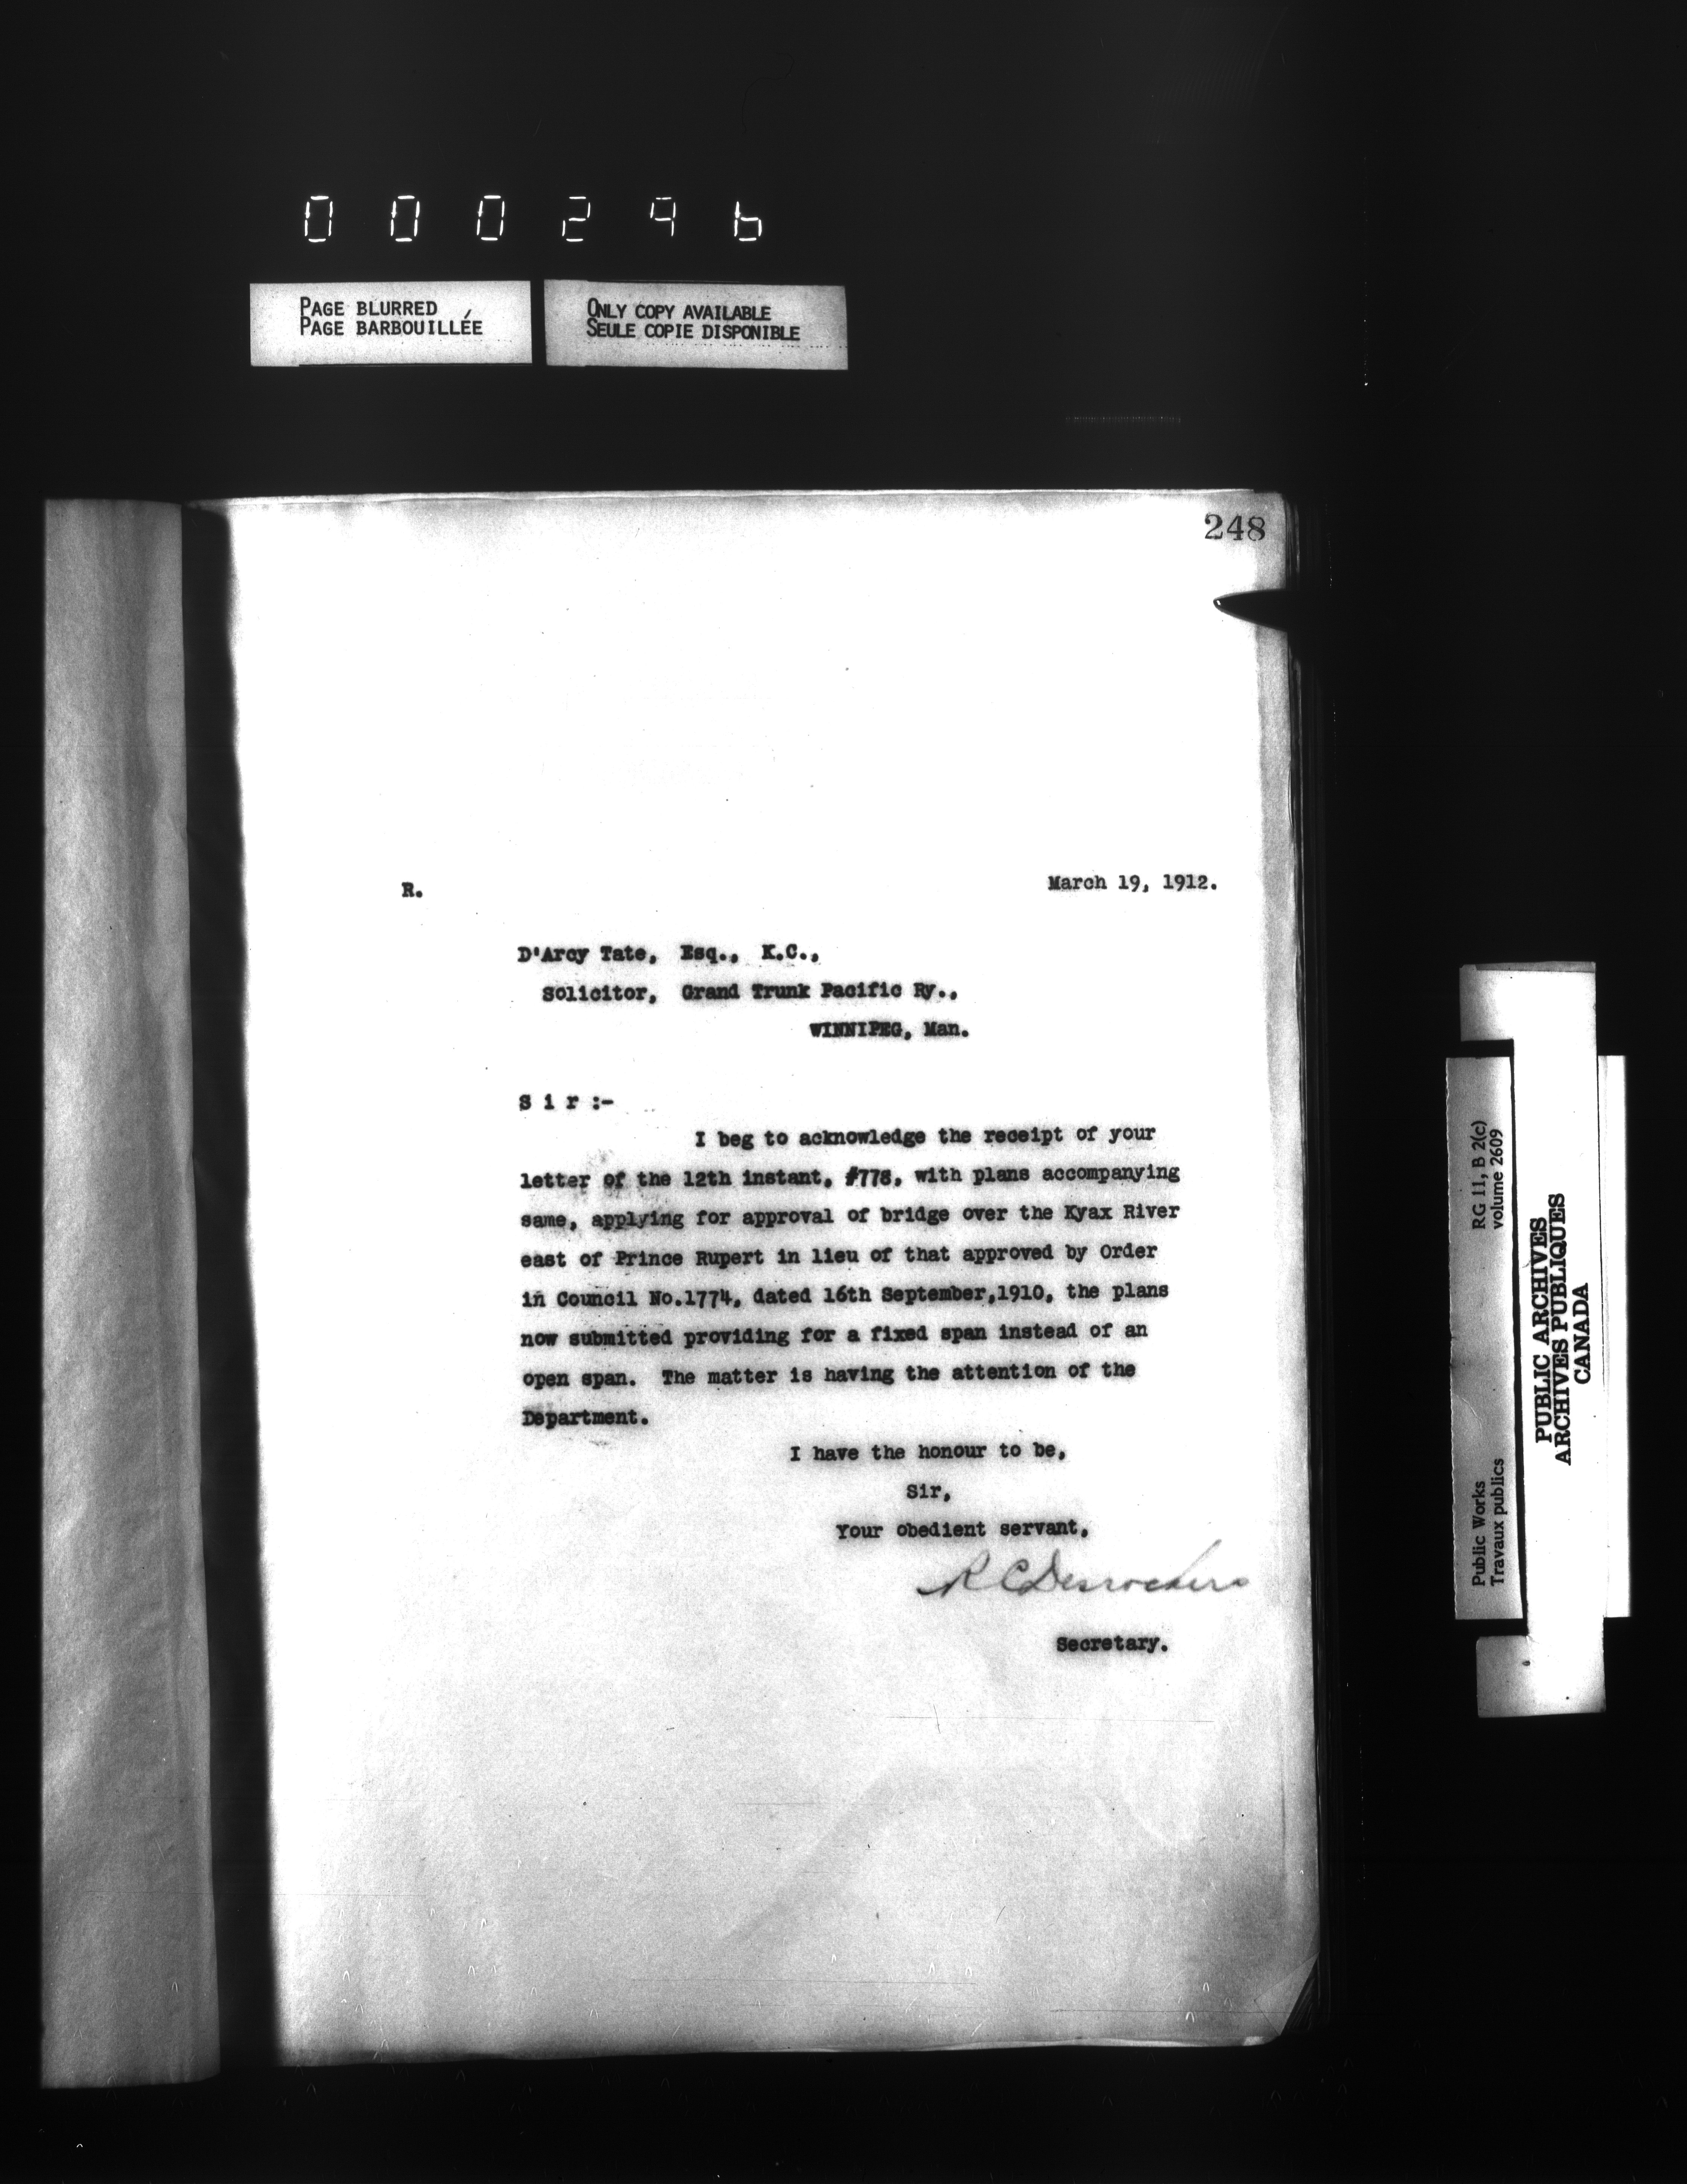 000296
PAGE BLURRED
PAGE BARBOUILLÉE
ONLY COPY AVAILABLE
SEULE COPIE DISPONIBLE
248
R.
March 19, 1912.
D'Arcy Tate, Esq., K.C.,
Solicitor, Grand Trunk Pacific Ry.,
WINNIPEG, Man.
S i r :-
I beg to acknowledge the receipt of your
letter of the 12th instant, #778, with plans accompanying
same, applying for approval of bridge over the Kyax River
east of Prince Rupert in lieu of that approved by Order
in Council No.1774, dated 16th September,1910, the plans
now submitted providing for a fixed span instead of an
open span. The matter is having the attention of the
Department.
I have the honour to be,
Sir,
Your obedient servant,
R C Desrochers
Secretary.
Public Works
Travaux publics
RG 11, B 2(c)
volume 2609
PUBLIC ARCHIVES
ARCHIVES PUBLIQUES
CANADA